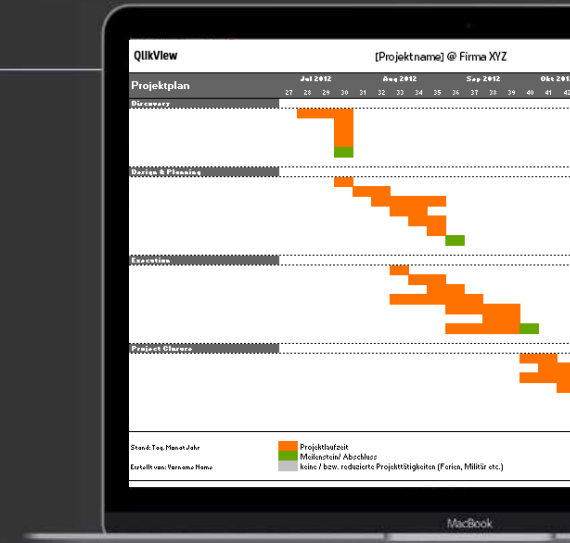 QlikView
[Projektname] @ Firma XYZ
Projektplan
Jul 2012 Aug 2012 Sep 2012 Okt 201
27 28 29 30 31 32 33 34 35 36 37 38 39 40 41 42
Discovery
Design & Planning
Execution
Project Closure
Stand: Tag, Monat Jahr
Projektlaufzeit
Meilenstein/ Abschluss
Erstellt von: Vorname Name
keine / bzw. reduzierte Projekttätigkeiten (Ferien, Militär etc.)
MacBook